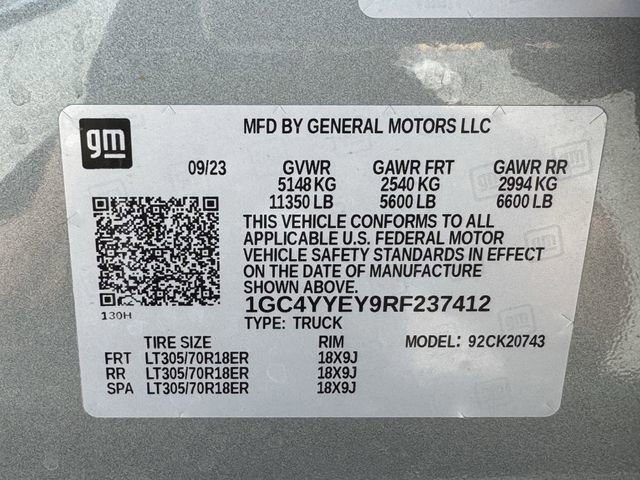 gm
MFD BY GENERAL MOTORS LLC
09/23 GVWR GAWR FRT GAWR RR
5148 KG 2540 KG 2994 KG
11350 LB 5600 LB 6600 LB
THIS VEHICLE CONFORMS TO ALL
APPLICABLE U.S. FEDERAL MOTOR
VEHICLE SAFETY STANDARDS IN EFFECT
ON THE DATE OF MANUFACTURE
SHOWN ABOVE.
1GC4YYEY9RF237412
130H
TYPE: TRUCK
TIRE SIZE RIM MODEL: 92CK20743
FRT LT305/70R18ER 18X9J
RR LT305/70R18ER 18X9J
SPA LT305/70R18ER 18X9J